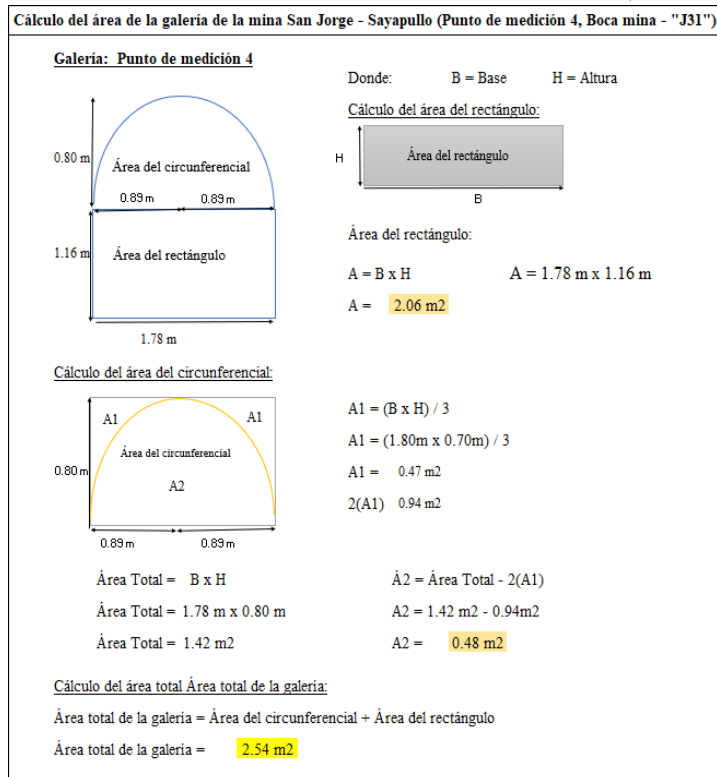 Cálculo del área de la galería de la mina San Jorge - Sayapullo (Punto de medición 4, Boca mina - "J31")
Galería: Punto de medición 4
Donde: B = Base H = Altura
Cálculo del área del rectángulo:
0.80 m
Área del circunferencial
0.89 m 0.89 m
H
Área del rectángulo
B
1.16 m
Área del rectángulo
1.78 m
Área del rectángulo:
A = B x H A = 1.78 m x 1.16 m
A = 2.06 m2
Cálculo del área del circunferencial:
A1 A1
Área del circunferencial
A2
0.80 m
0.89 m 0.89 m
A1 = (B x H) / 3
A1 = (1.80m x 0.70m) / 3
A1 = 0.47 m2
2(A1) 0.94 m2
Área Total = B x H
Área Total = 1.78 m x 0.80 m
Área Total = 1.42 m2
Á2 = Área Total - 2(A1)
A2 = 1.42 m2 - 0.94m2
A2 = 0.48 m2
Cálculo del área total Área total de la galería:
Área total de la galería = Área del circunferencial + Área del rectángulo
Área total de la galería = 2.54 m2